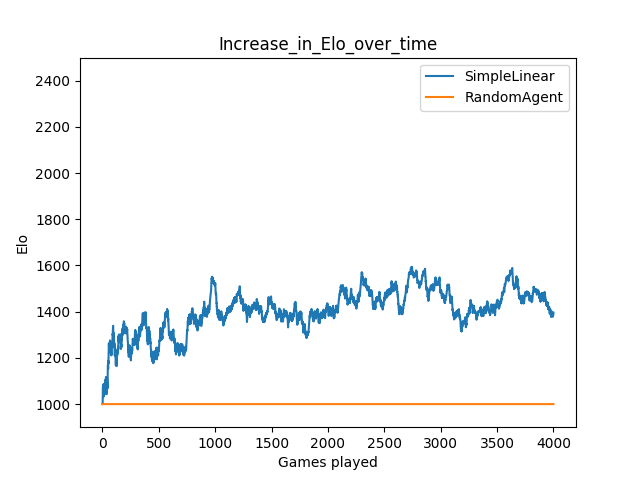 Increase_in_Elo_over_time
SimpleLinear
RandomAgent
2400
2200
2000
1800
1600
1400
1200
1000
Elo
0 500 1000 1500 2000 2500 3000 3500 4000
Games played